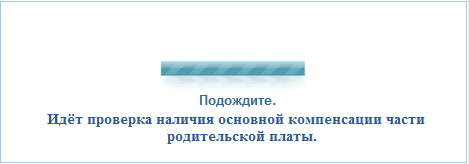 Подождите.
Идёт проверка наличия основной компенсации части
родительской платы.